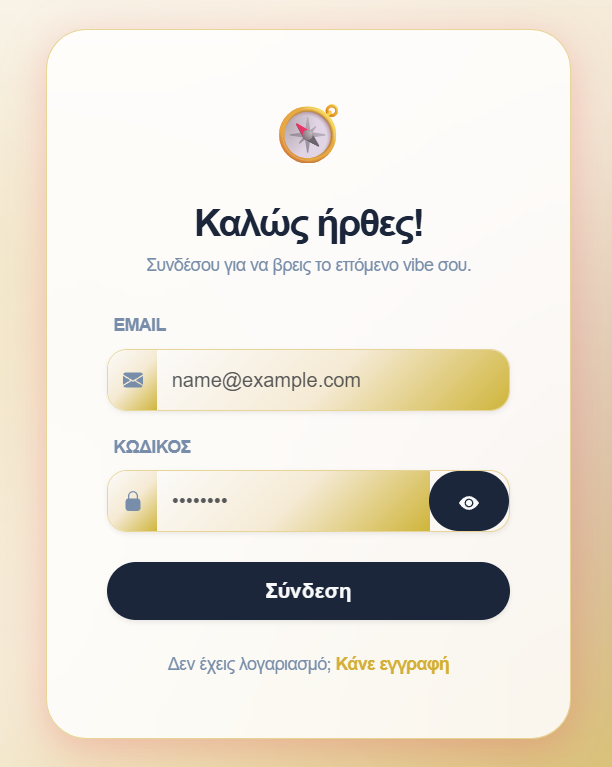 Καλώς ήρθες!
Συνδέσου για να βρεις το επόμενο vibe σου.
EMAIL
name@example.com
ΚΩΔΙΚΟΣ
••••••••
Σύνδεση
Δεν έχεις λογαριασμό; Κάνε εγγραφή